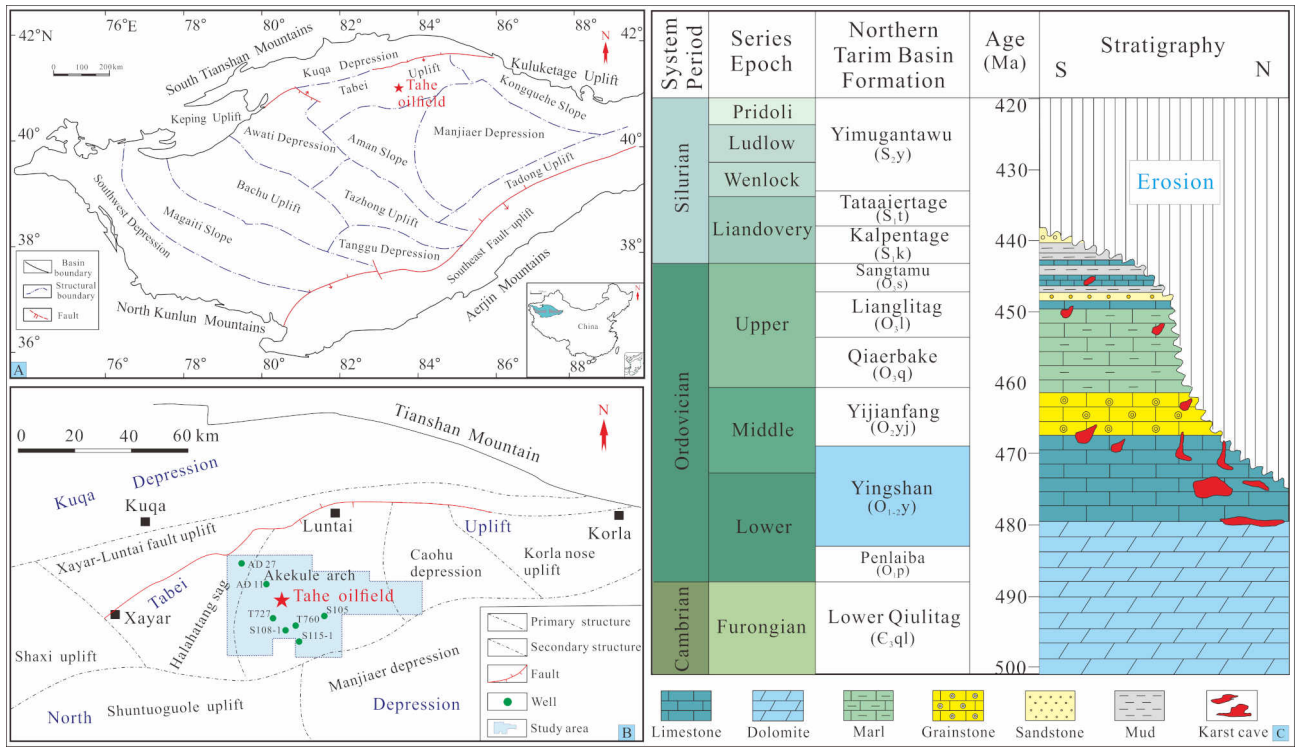 76°E
78°
80°
82°
84°
86°
88°
42°N
40°
38°
36°
40°
38°
76°
78°
80°
82°
84°
86°
88°
N
0 100 200km
South Tianshan Mountains
Kuqa Depression
Tabei
Uplift
Kuluketage Uplift
Tahe
oilfield
Kongquehe Slope
Keping Uplift
Awati Depression
Aman Slope
Manjiaer Depression
Bachu Uplift
Tadong Uplift
Southwest Depression
Magaiti Slope
Tazhong Uplift
Tanggu Depression
Southeast Fault-uplift
Aerjin Mountains
North Kunlun Mountains
Basin
boundary
Structural
boundary
Fault
N
China
A
0 20 40 60 km
Tianshan Mountain
N
Kuqa Depression
Kuqa
Luntai
Uplift
Korla
Xayar-Luntai fault uplift
Caohu
depression
Korla nose
uplift
AD 27
Akekule arch
AD 11
Tahe oilfield
Tabei
Xayar
Halahatang sag
T727
T760
S105
S108-1
S115-1
Shaxi uplift
Manjiaer depression
North
Shuntuoguole uplift
Depression
Primary structure
Secondary structure
Fault
Well
Study area
B
System
Period
Series
Epoch
Northern
Tarim Basin
Formation
Age
(Ma)
Stratigraphy
S
N
Silurian
Ordovician
Cambrian
Pridoli
Ludlow
Wenlock
Liandovery
Upper
Middle
Lower
Furongian
Yimugantawu
(S₂y)
Tataaiertage
(S₁t)
Kalpentage
(S₁k)
Sangtamu
(O₃s)
Lianglitag
(O₃l)
Qiaerbake
(O₃q)
Yijianfang
(O₂yj)
Yingshan
(O₁₋₂y)
Penlaiba
(O₁p)
Lower Qiulitag
(Є₃ql)
420
430
440
450
460
470
480
490
500
Erosion
Limestone
Dolomite
Marl
Grainstone
Sandstone
Mud
Karst cave
C